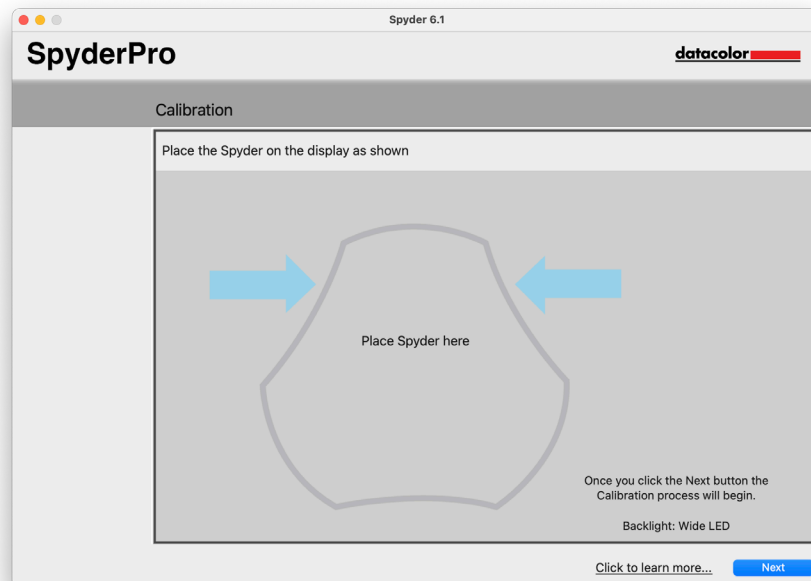 Spyder 6.1
SpyderPro
datacolor
Calibration
Place the Spyder on the display as shown
Place Spyder here
Once you click the Next button the
Calibration process will begin.
Backlight: Wide LED
Click to learn more...
Next